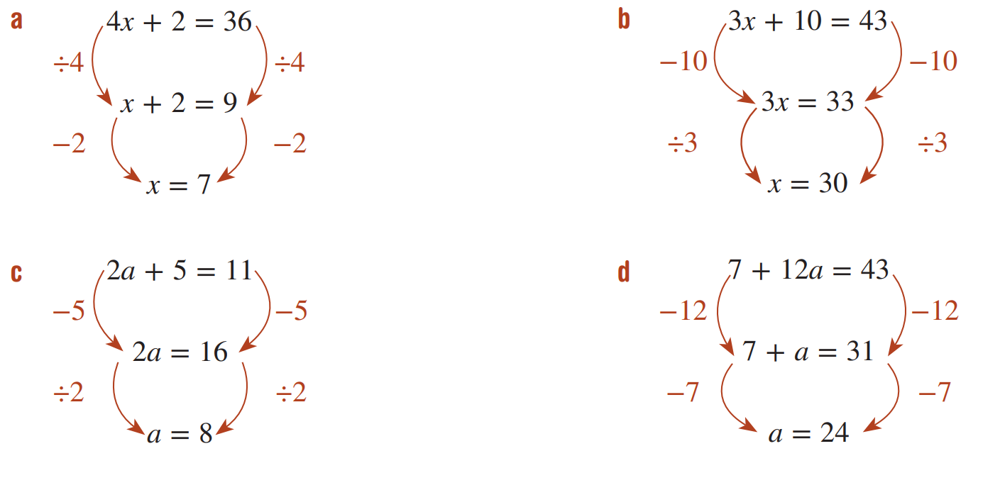 a
4x + 2 = 36
÷4 ÷4
x + 2 = 9
−2 −2
x = 7
b
3x + 10 = 43
−10 −10
3x = 33
÷3 ÷3
x = 30
c
2a + 5 = 11
−5 −5
2a = 16
÷2 ÷2
a = 8
d
7 + 12a = 43
−12 −12
7 + a = 31
−7 −7
a = 24